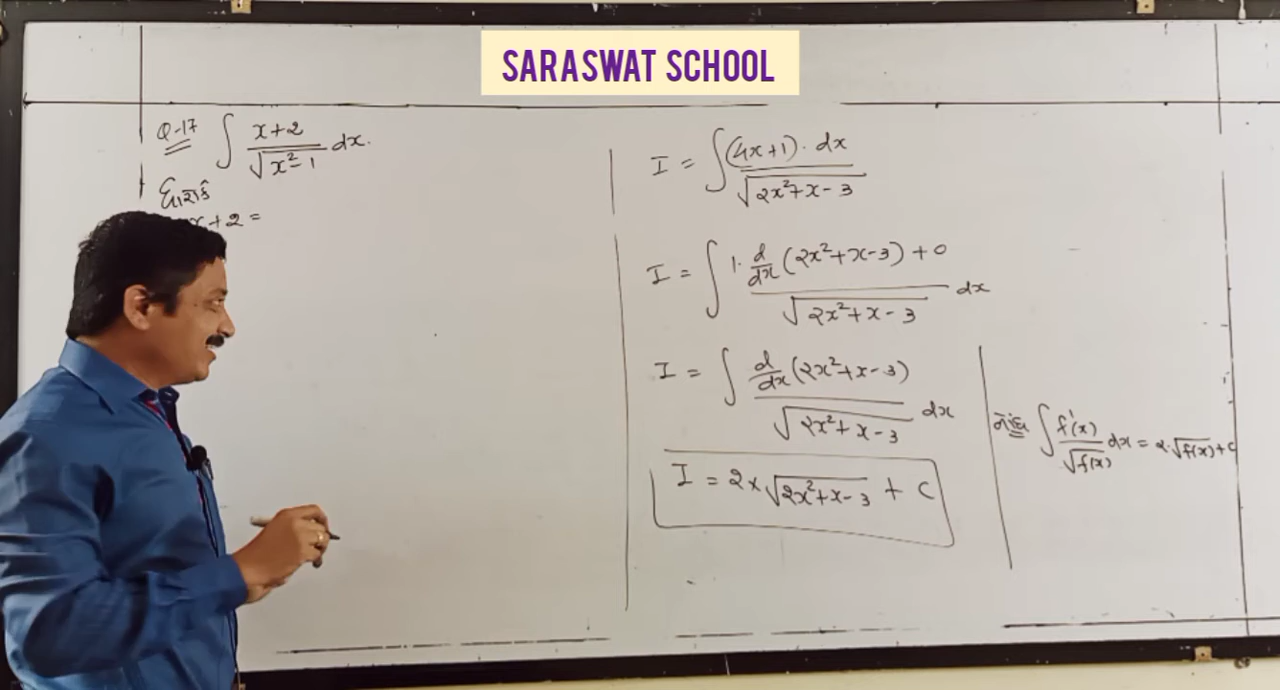 SARASWAT SCHOOL
Q-17 ∫ x+2 / √(x²-1) dx.
ધારોકે
x+2 =
I = ∫ (4x+1)· dx / √(2x²+x-3)
I = ∫ 1· d/dx (2x²+x-3) + 0 / √(2x²+x-3) dx
I = ∫ d/dx (2x²+x-3) / √(2x²+x-3) dx
નોંધ ∫ f'(x) / √f(x) dx = 2·√f(x) + c
I = 2 × √(2x²+x-3) + C